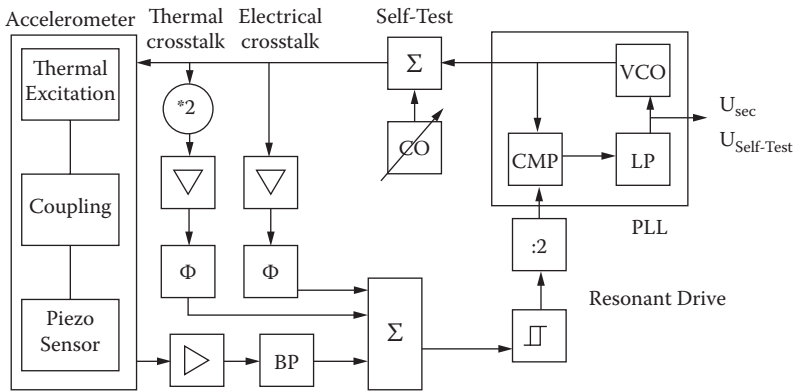 Accelerometer
Thermal
crosstalk
Electrical
crosstalk
Self-Test
Thermal
Excitation
*2
Σ
VCO
U_sec
U_Self-Test
CO
CMP
LP
Coupling
PLL
Φ
Φ
:2
Resonant Drive
Piezo
Sensor
BP
Σ